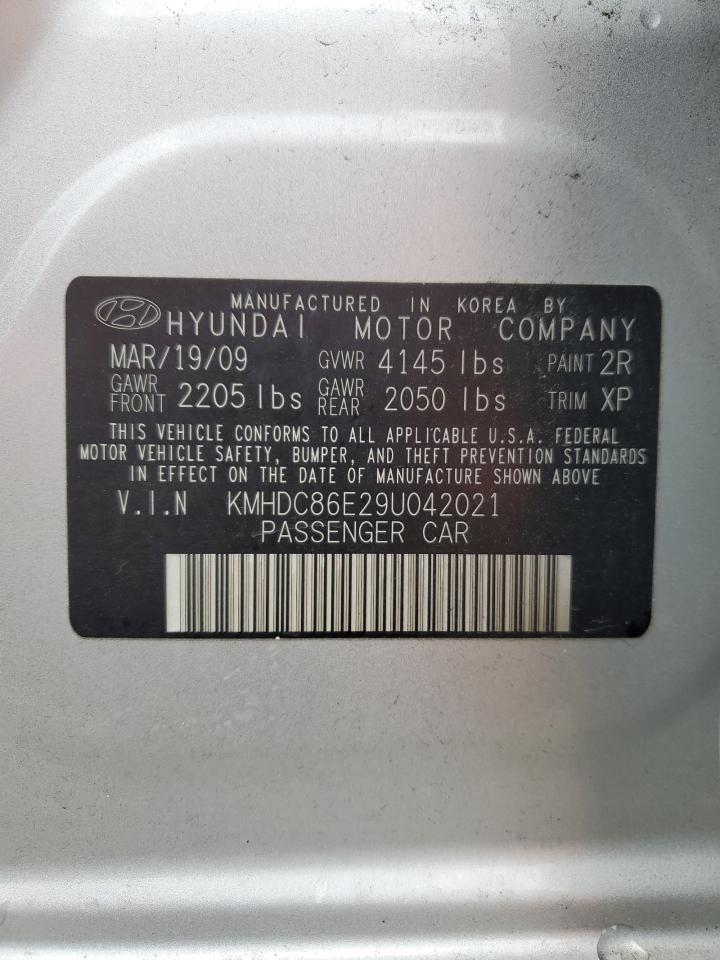 MANUFACTURED IN KOREA BY
HYUNDAI MOTOR COMPANY
MAR/19/09 GVWR 4145 lbs PAINT 2R
GAWR FRONT 2205 lbs GAWR REAR 2050 lbs TRIM XP
THIS VEHICLE CONFORMS TO ALL APPLICABLE U.S.A. FEDERAL
MOTOR VEHICLE SAFETY, BUMPER, AND THEFT PREVENTION STANDARDS
IN EFFECT ON THE DATE OF MANUFACTURE SHOWN ABOVE
V.I.N KMHDC86E29U042021
PASSENGER CAR